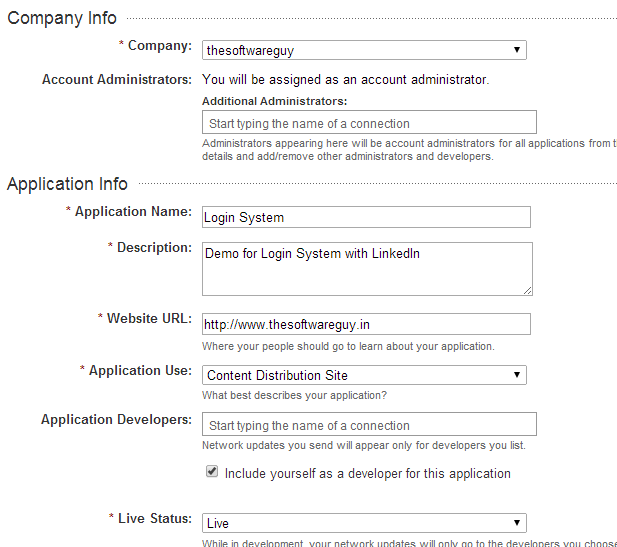 Company Info
* Company: thesoftwareguy
Account Administrators: You will be assigned as an account administrator.
Additional Administrators:
Start typing the name of a connection
Administrators appearing here will be account administrators for all applications from
details and add/remove other administrators and developers.
Application Info
* Application Name: Login System
* Description: Demo for Login System with LinkedIn
* Website URL: http://www.thesoftwareguy.in
Where your people should go to learn about your application.
* Application Use: Content Distribution Site
What best describes your application?
Application Developers: Start typing the name of a connection
Network updates you send will appear only for developers you list.
Include yourself as a developer for this application
* Live Status: Live
While in development, your network updates will only go to the developers you choose